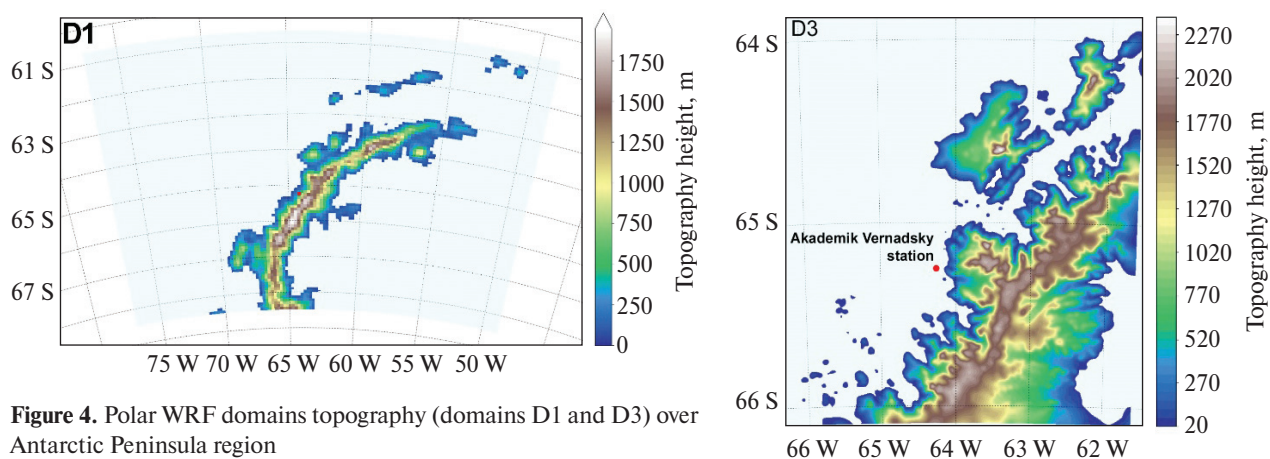 D1
61 S
63 S
65 S
67 S
75 W 70 W 65 W 60 W 55 W 50 W
1750
1500
1250
1000
750
500
250
0
Topography height, m
Figure 4. Polar WRF domains topography (domains D1 and D3) over
Antarctic Peninsula region
D3
64 S
65 S
66 S
Akademik Vernadsky
station
66 W 65 W 64 W 63 W 62 W
2270
2020
1770
1520
1270
1020
770
520
270
20
Topography height, m